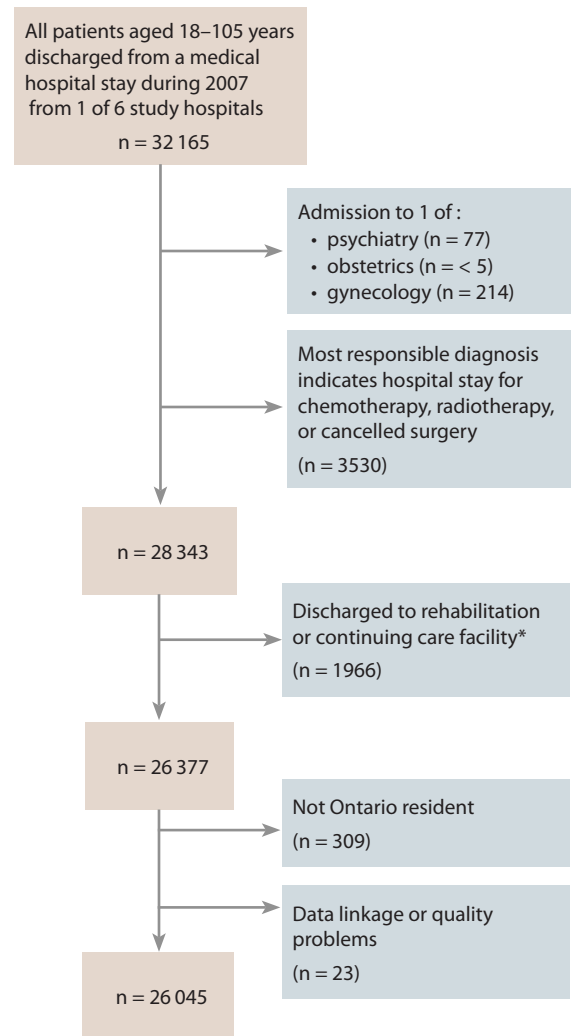 All patients aged 18–105 years
discharged from a medical
hospital stay during 2007
from 1 of 6 study hospitals
n = 32 165
Admission to 1 of :
• psychiatry (n = 77)
• obstetrics (n = < 5)
• gynecology (n = 214)
Most responsible diagnosis
indicates hospital stay for
chemotherapy, radiotherapy,
or cancelled surgery
(n = 3530)
n = 28 343
Discharged to rehabilitation
or continuing care facility*
(n = 1966)
n = 26 377
Not Ontario resident
(n = 309)
Data linkage or quality
problems
(n = 23)
n = 26 045